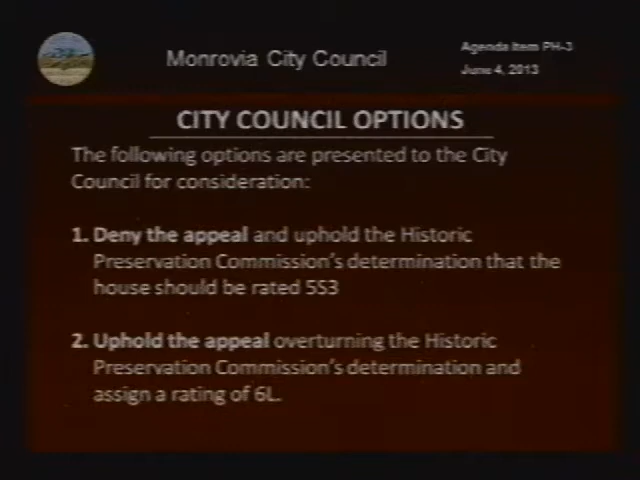 Monrovia City Council
Agenda Item PH-3
June 4, 2013
CITY COUNCIL OPTIONS
The following options are presented to the City
Council for consideration:
1. Deny the appeal and uphold the Historic
Preservation Commission's determination that the
house should be rated 5S3
2. Uphold the appeal overturning the Historic
Preservation Commission's determination and
assign a rating of 6L.